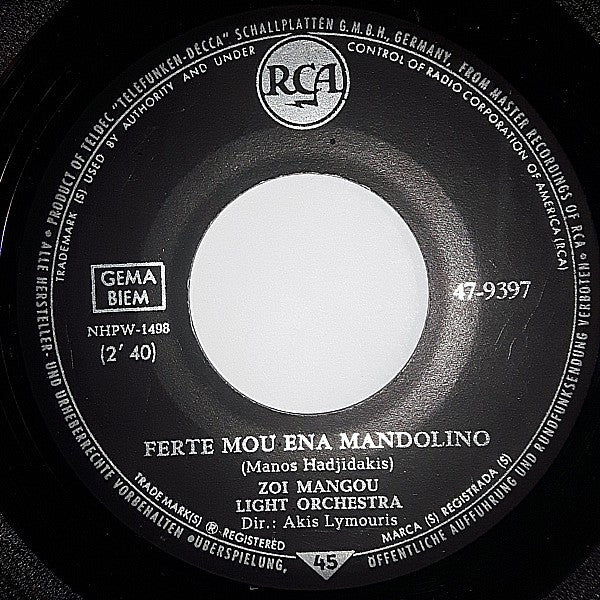 PRODUCT OF TELDEC "TELEFUNKEN-DECCA" SCHALLPLATTEN G.M.B.H., GERMANY, FROM MASTER RECORDINGS OF RCA
TRADEMARK (S) USED BY AUTHORITY AND UNDER CONTROL OF RADIO CORPORATION OF AMERICA (RCA)
RCA
GEMA
BIEM
47-9397
NHPW-1498
(2' 40)
FERTE MOU ENA MANDOLINO
(Manos Hadjidakis)
ZOI MANGOU
LIGHT ORCHESTRA
Dir.: Akis Lymouris
TRADEMARK(S) ® REGISTERED
MARCA (S) REGISTRADA (S)
45
ALLE HERSTELLER- UND URHEBERRECHTE VORBEHALTEN • ÜBERSPIELUNG, ÖFFENTLICHE AUFFÜHRUNG UND RUNDFUNKSENDUNG VERBOTEN